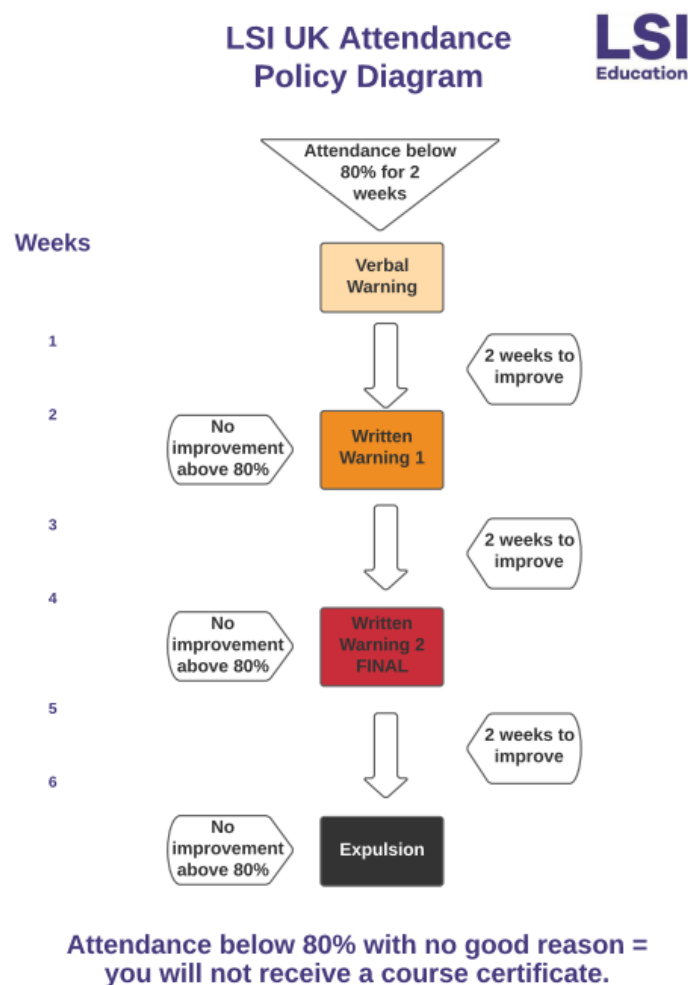 LSI UK Attendance
Policy Diagram
LSI
Education
Attendance below
80% for 2
weeks
Weeks
Verbal
Warning
1
2 weeks to
improve
2
No
improvement
above 80%
Written
Warning 1
3
2 weeks to
improve
4
No
improvement
above 80%
Written
Warning 2
FINAL
5
2 weeks to
improve
6
No
improvement
above 80%
Expulsion
Attendance below 80% with no good reason =
you will not receive a course certificate.